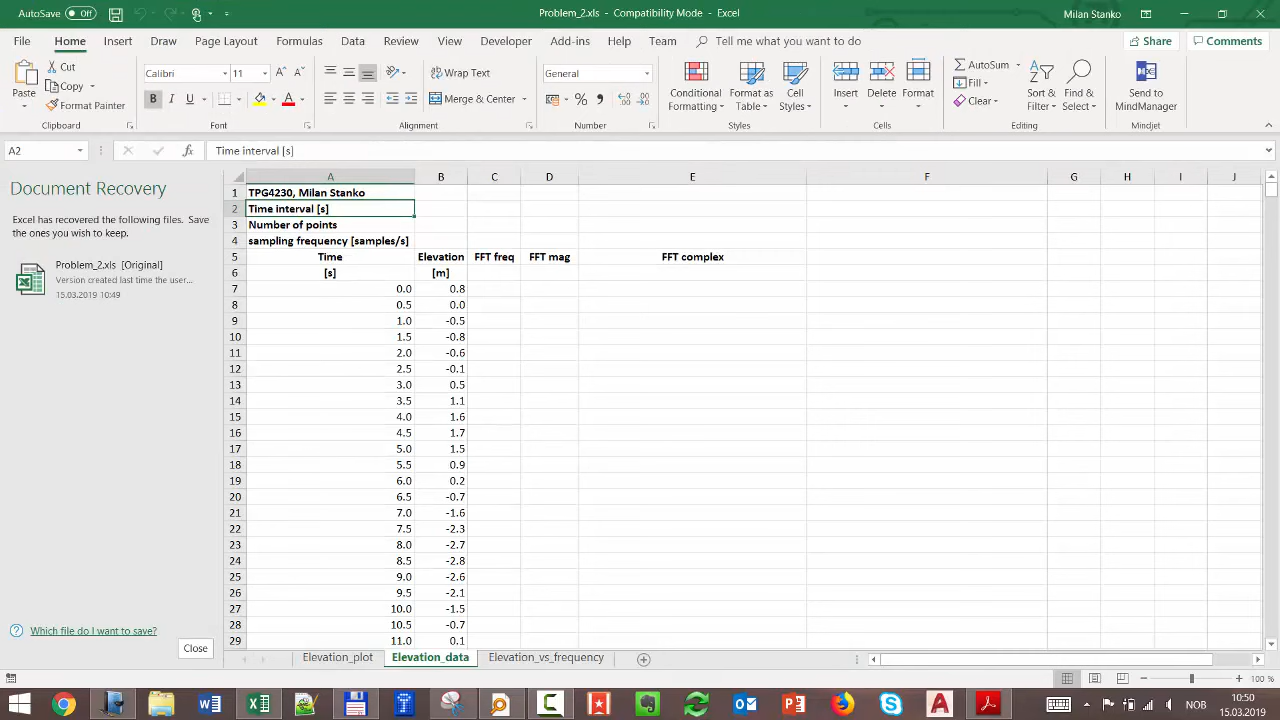 AutoSave Off
Problem_2.xls - Compatibility Mode - Excel
Milan Stanko
File Home Insert Draw Page Layout Formulas Data Review View Developer Add-ins Help Team Tell me what you want to do
Share Comments
Paste
Cut
Copy
Format Painter
Clipboard
Calibri 11
B I U
Font
Wrap Text
Merge & Center
Alignment
General
Number
Conditional Formatting
Format as Table
Cell Styles
Styles
Insert Delete Format
Cells
AutoSum
Fill
Clear
Sort & Filter
Find & Select
Editing
Send to MindManager
Mindjet
A2 fx Time interval [s]
Document Recovery
Excel has recovered the following files. Save
the ones you wish to keep.
Problem_2.xls [Original]
Version created last time the user...
15.03.2019 10:49
Which file do I want to save?
Close
A B C D E F G H I J
1 TPG4230, Milan Stanko
2 Time interval [s]
3 Number of points
4 sampling frequency [samples/s]
5 Time Elevation FFT freq FFT mag FFT complex
6 [s] [m]
7 0.0 0.8
8 0.5 0.0
9 1.0 -0.5
10 1.5 -0.8
11 2.0 -0.6
12 2.5 -0.1
13 3.0 0.5
14 3.5 1.1
15 4.0 1.6
16 4.5 1.7
17 5.0 1.5
18 5.5 0.9
19 6.0 0.2
20 6.5 -0.7
21 7.0 -1.6
22 7.5 -2.3
23 8.0 -2.7
24 8.5 -2.8
25 9.0 -2.6
26 9.5 -2.1
27 10.0 -1.5
28 10.5 -0.7
29 11.0 0.1
Elevation_plot Elevation_data Elevation_vs_frequency
100 %
NOB
10:50
15.03.2019